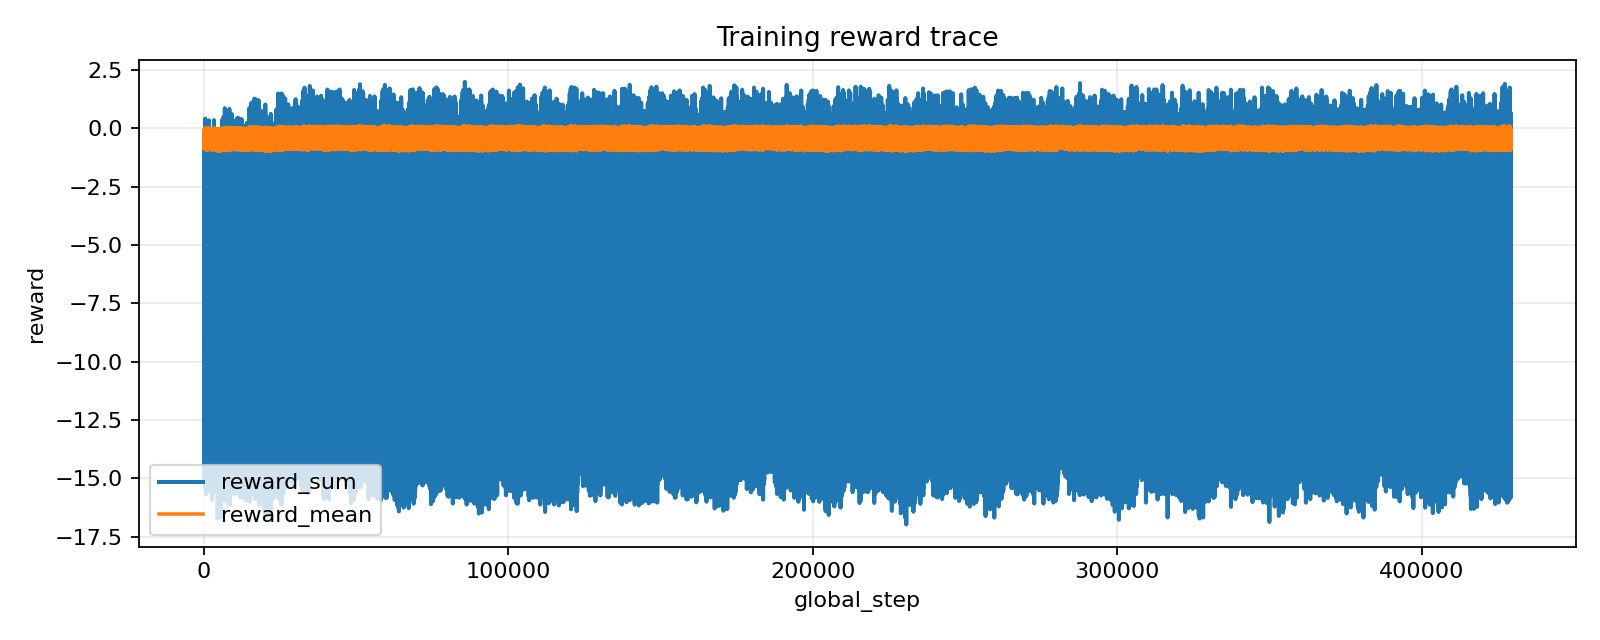 Training reward trace
2.5
0.0
−2.5
−5.0
−7.5
−10.0
−12.5
−15.0
−17.5
reward
reward_sum
reward_mean
0
100000
200000
300000
400000
global_step